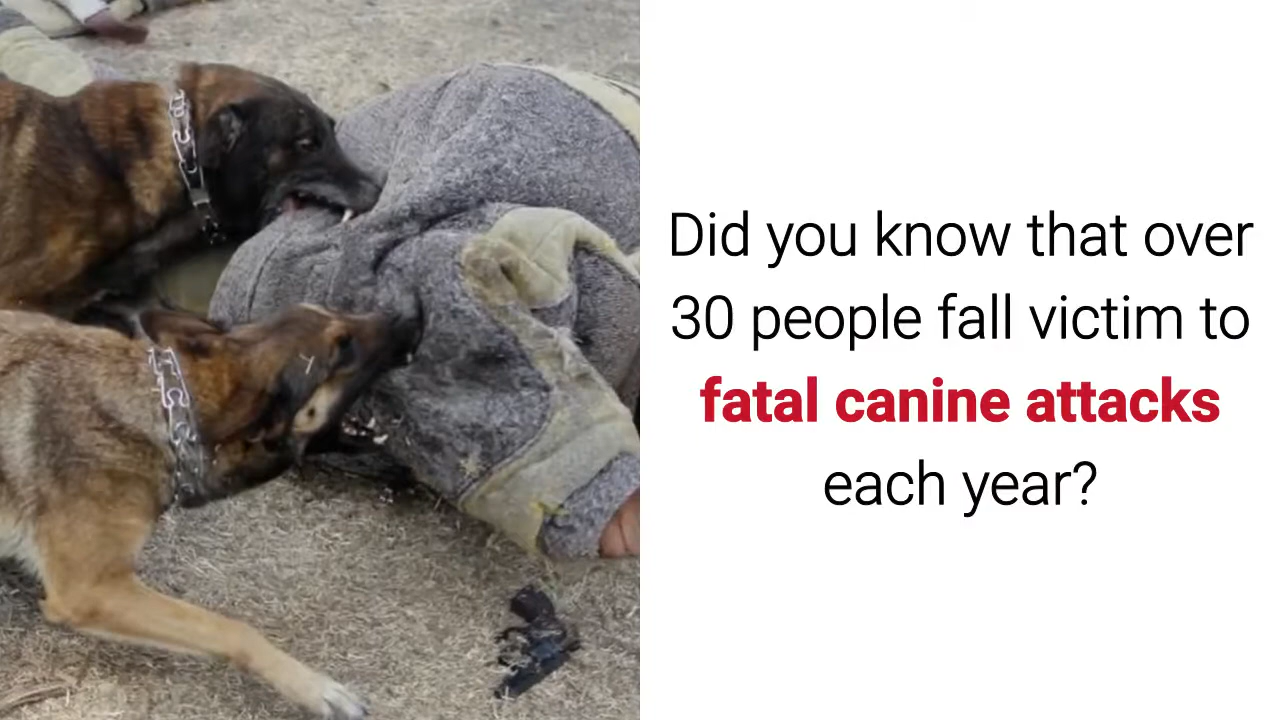 Did you know that over
30 people fall victim to
fatal canine attacks
each year?